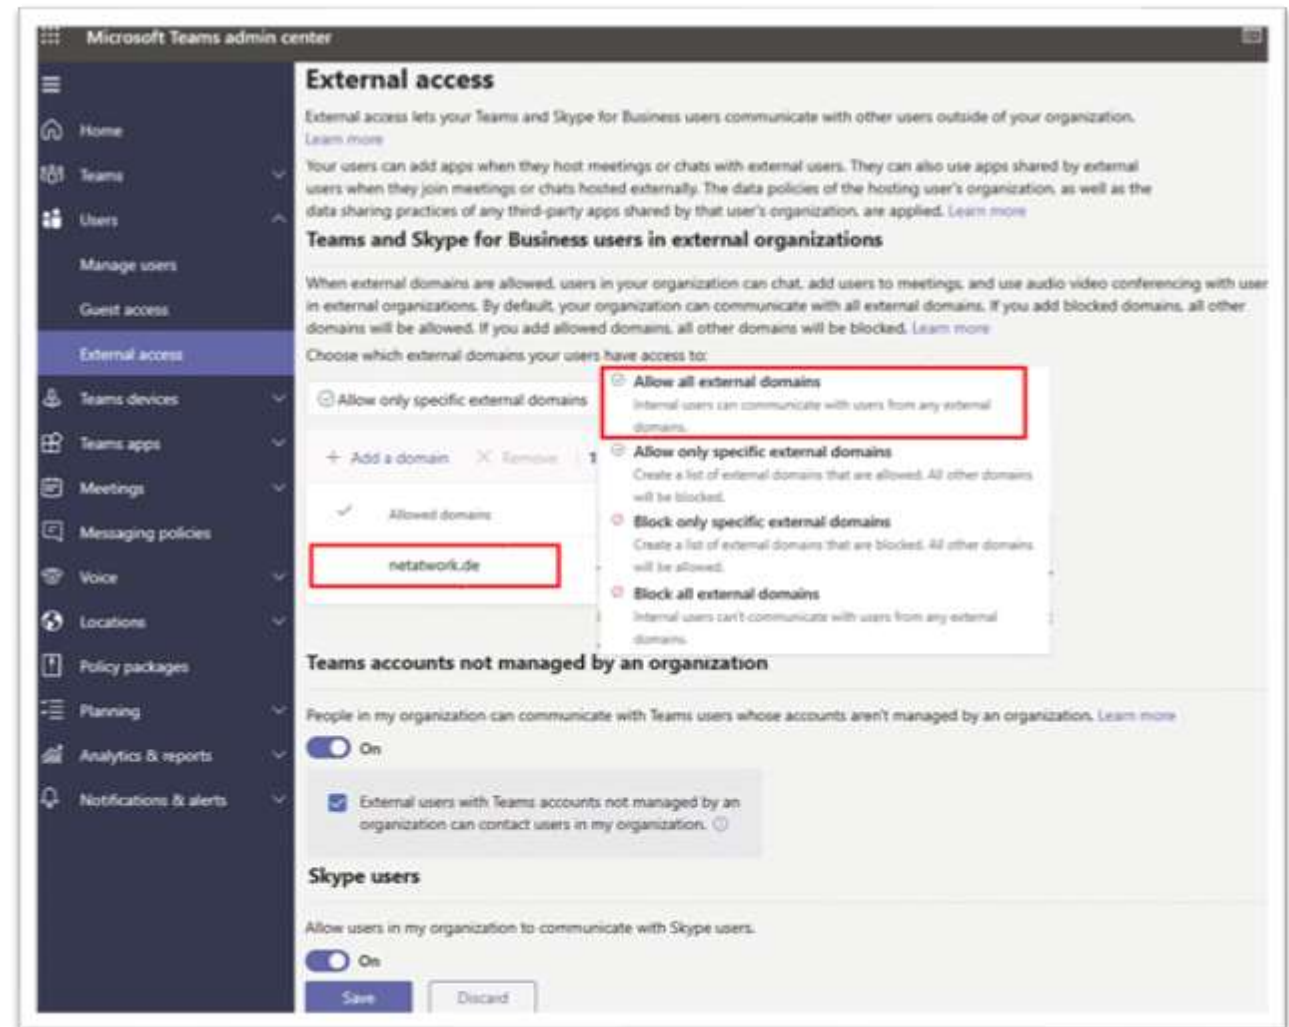 Microsoft Teams admin center
Home
Teams
Users
Manage users
Guest access
External access
Teams devices
Teams apps
Meetings
Messaging policies
Voice
Locations
Policy packages
Planning
Analytics & reports
Notifications & alerts
External access
External access lets your Teams and Skype for Business users communicate with other users outside of your organization.
Learn more
Your users can add apps when they host meetings or chats with external users. They can also use apps shared by external
users when they join meetings or chats hosted externally. The data policies of the hosting user's organization, as well as the
data sharing practices of any third-party apps shared by that user's organization, are applied. Learn more
Teams and Skype for Business users in external organizations
When external domains are allowed, users in your organization can chat, add users to meetings, and use audio video conferencing with user
in external organizations. By default, your organization can communicate with all external domains. If you add blocked domains, all other
domains will be allowed. If you add allowed domains, all other domains will be blocked. Learn more
Choose which external domains your users have access to:
Allow only specific external domains
+ Add a domain
Remove
Allowed domains
netatwork.de
Allow all external domains
Internal users can communicate with users from any external
domains.
Allow only specific external domains
Create a list of external domains that are allowed. All other domains
will be blocked.
Block only specific external domains
Create a list of external domains that are blocked. All other domains
will be allowed.
Block all external domains
Internal users can't communicate with users from any external
domains.
Teams accounts not managed by an organization
People in my organization can communicate with Teams users whose accounts aren't managed by an organization. Learn more
On
External users with Teams accounts not managed by an
organization can contact users in my organization.
Skype users
Allow users in my organization to communicate with Skype users.
On
Save
Discard